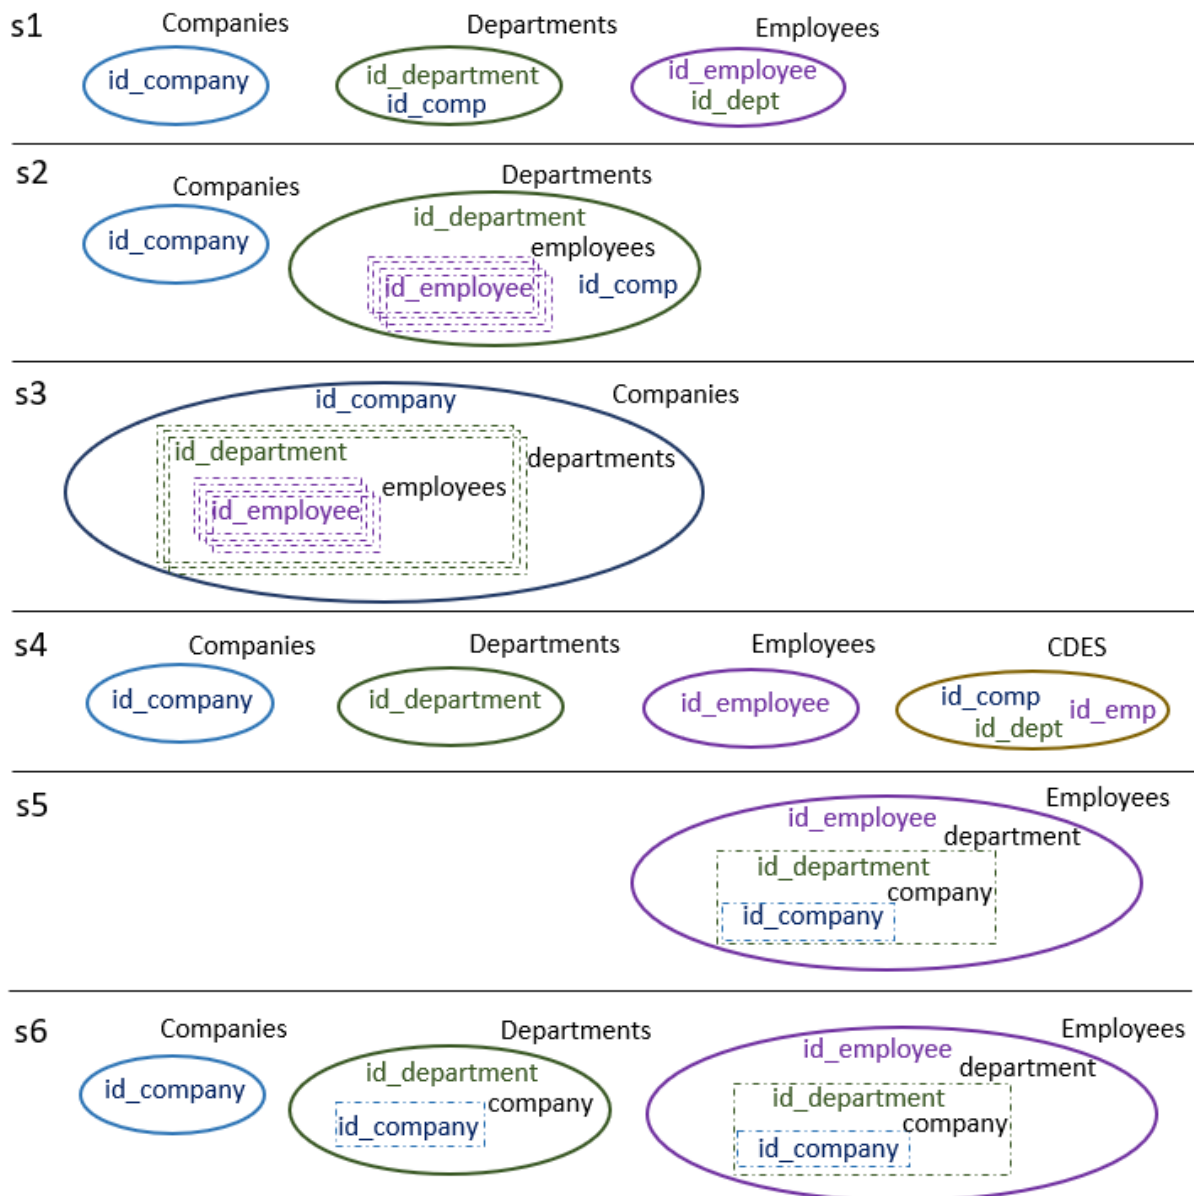 s1 Companies Departments Employees
id_company id_department id_employee
id_comp id_dept
s2 Companies Departments
id_company id_department
employees
id_employee id_comp
s3 id_company Companies
id_department departments
employees
id_employee
s4 Companies Departments Employees CDES
id_company id_department id_employee id_comp id_emp
id_dept
s5 Employees
id_employee
department
id_department
company
id_company
s6 Companies Departments Employees
id_company id_department id_employee
company department
id_company id_department
company
id_company